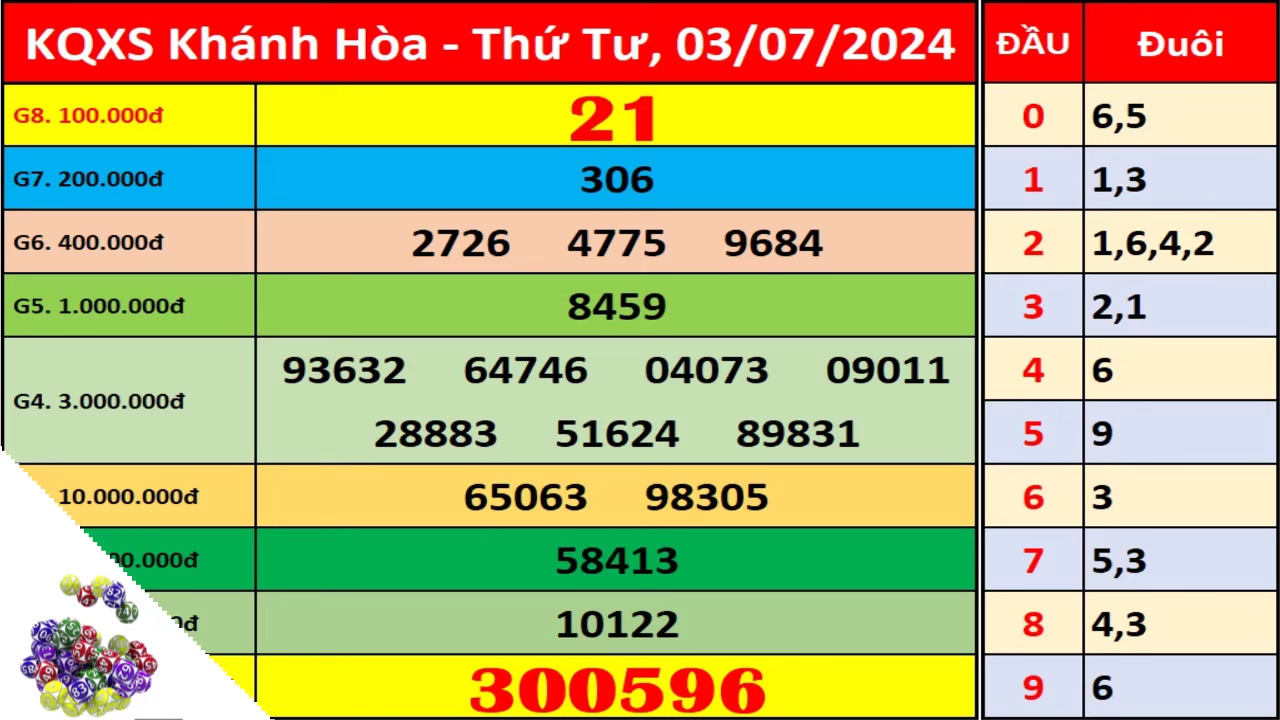 KQXS Khánh Hòa - Thứ Tư, 03/07/2024
G8. 100.000đ 21
G7. 200.000đ 306
G6. 400.000đ 2726 4775 9684
G5. 1.000.000đ 8459
G4. 3.000.000đ 93632 64746 04073 09011
28883 51624 89831
10.000.000đ 65063 98305
00.000đ 58413
đ 10122
300596
ĐẦU Đuôi
0 6,5
1 1,3
2 1,6,4,2
3 2,1
4 6
5 9
6 3
7 5,3
8 4,3
9 6